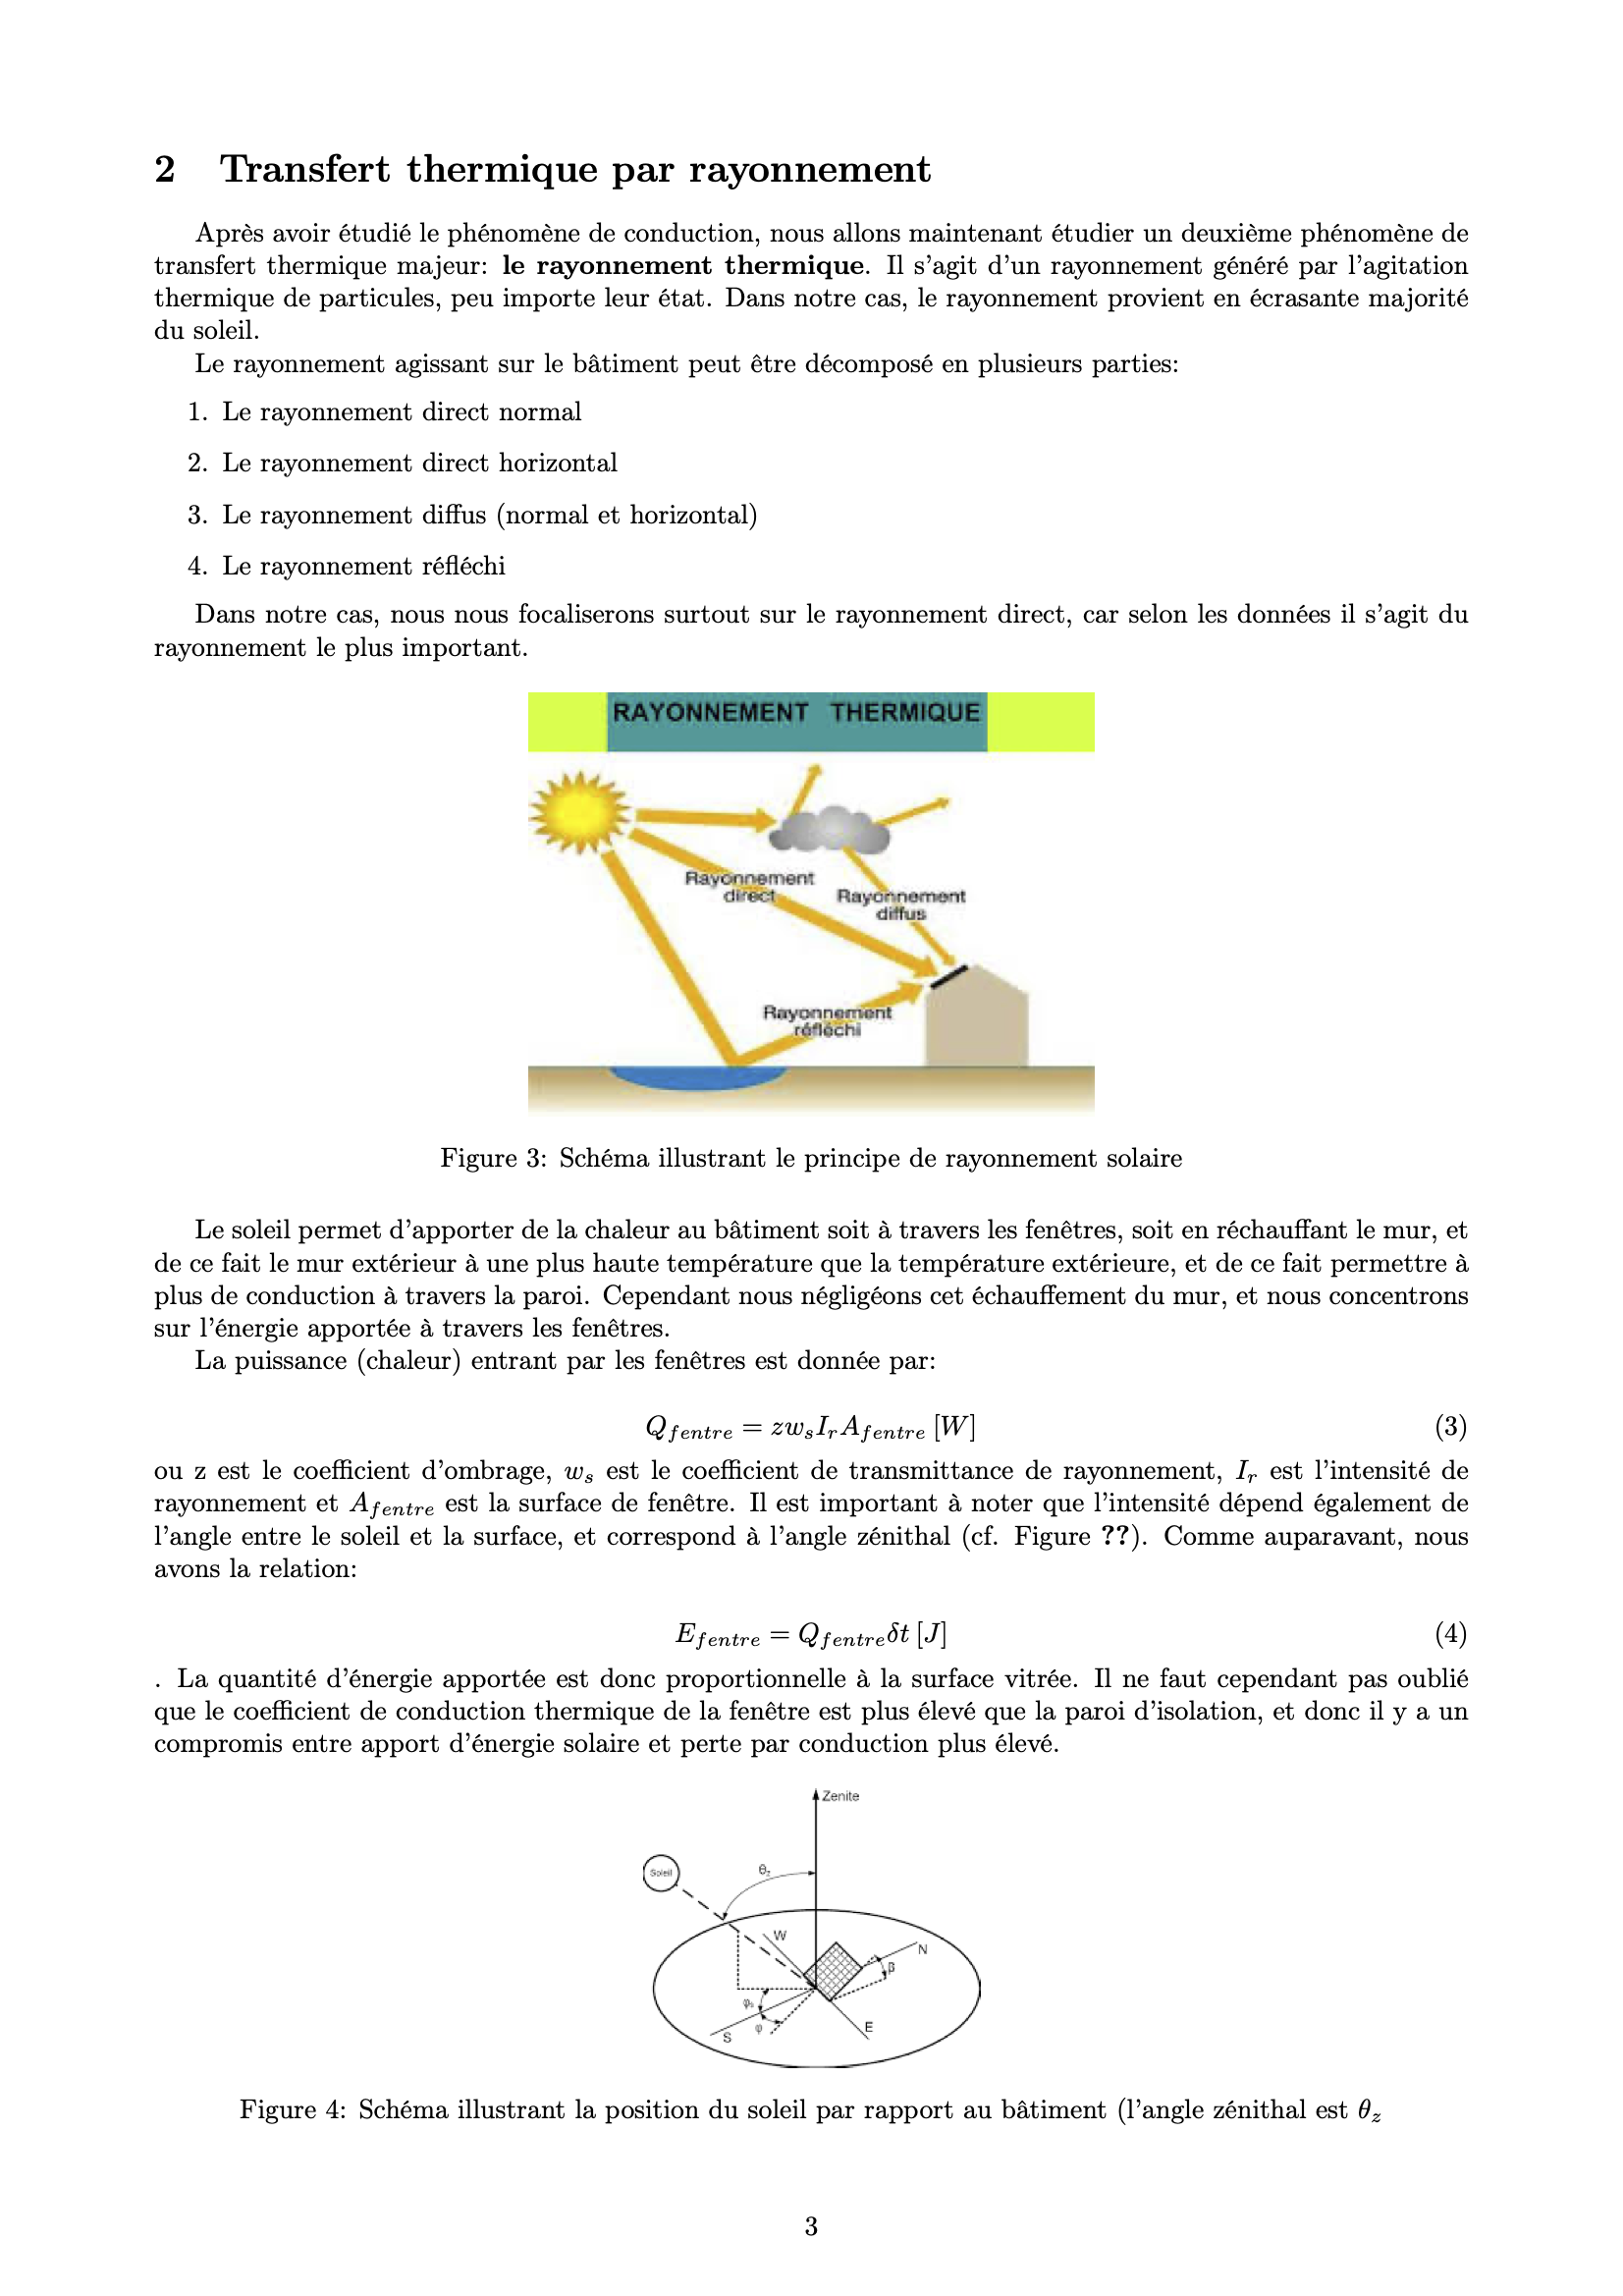 2 Transfert thermique par rayonnement
Après avoir étudié le phénomène de conduction, nous allons maintenant étudier un deuxième phénomène de
transfert thermique majeur: le rayonnement thermique. Il s'agit d'un rayonnement généré par l'agitation
thermique de particules, peu importe leur état. Dans notre cas, le rayonnement provient en écrasante majorité
du soleil.
Le rayonnement agissant sur le bâtiment peut être décomposé en plusieurs parties:
1. Le rayonnement direct normal
2. Le rayonnement direct horizontal
3. Le rayonnement diffus (normal et horizontal)
4. Le rayonnement réfléchi
Dans notre cas, nous nous focaliserons surtout sur le rayonnement direct, car selon les données il s'agit du
rayonnement le plus important.
RAYONNEMENT THERMIQUE
Rayonnement
direct
Rayonnement
diffus
Rayonnement
réfléchi
Figure 3: Schéma illustrant le principe de rayonnement solaire
Le soleil permet d'apporter de la chaleur au bâtiment soit à travers les fenêtres, soit en réchauffant le mur, et
de ce fait le mur extérieur à une plus haute température que la température extérieure, et de ce fait permettre à
plus de conduction à travers la paroi. Cependant nous négligéons cet échauffement du mur, et nous concentrons
sur l'énergie apportée à travers les fenêtres.
La puissance (chaleur) entrant par les fenêtres est donnée par:
Q_{fentre} = zw_sI_rA_{fentre} [W] (3)
ou z est le coefficient d'ombrage, w_s est le coefficient de transmittance de rayonnement, I_r est l'intensité de
rayonnement et A_{fentre} est la surface de fenêtre. Il est important à noter que l'intensité dépend également de
l'angle entre le soleil et la surface, et correspond à l'angle zénithal (cf. Figure ??). Comme auparavant, nous
avons la relation:
E_{fentre} = Q_{fentre}δt [J] (4)
. La quantité d'énergie apportée est donc proportionnelle à la surface vitrée. Il ne faut cependant pas oublié
que le coefficient de conduction thermique de la fenêtre est plus élevé que la paroi d'isolation, et donc il y a un
compromis entre apport d'énergie solaire et perte par conduction plus élevé.
Zenite
Soleil
θ_z
W
N
β
φ_s
φ
S
E
Figure 4: Schéma illustrant la position du soleil par rapport au bâtiment (l'angle zénithal est θ_z
3